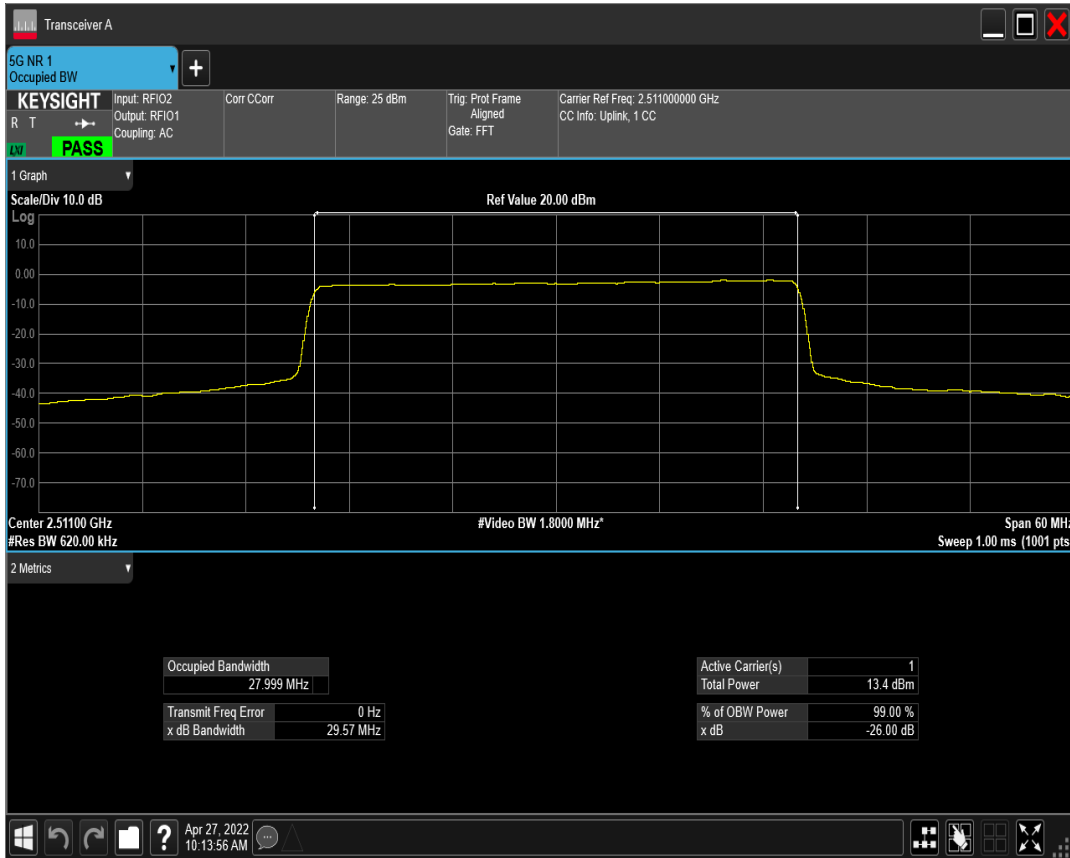 Transceiver A
5G NR 1
Occupied BW
+
KEYSIGHT
R T
LXI
PASS
Input: RFIO2
Output: RFIO1
Coupling: AC
Corr CCorr
Range: 25 dBm
Trig: Prot Frame
Aligned
Gate: FFT
Carrier Ref Freq: 2.511000000 GHz
CC Info: Uplink, 1 CC
1 Graph
Scale/Div 10.0 dB
Ref Value 20.00 dBm
Log
10.0
0.00
-10.0
-20.0
-30.0
-40.0
-50.0
-60.0
-70.0
Center 2.51100 GHz
#Video BW 1.8000 MHz*
Span 60 MHz
#Res BW 620.00 kHz
Sweep 1.00 ms (1001 pts
2 Metrics
Occupied Bandwidth
27.999 MHz
Transmit Freq Error 0 Hz
x dB Bandwidth 29.57 MHz
Active Carrier(s) 1
Total Power 13.4 dBm
% of OBW Power 99.00 %
x dB -26.00 dB
?
Apr 27, 2022
10:13:56 AM